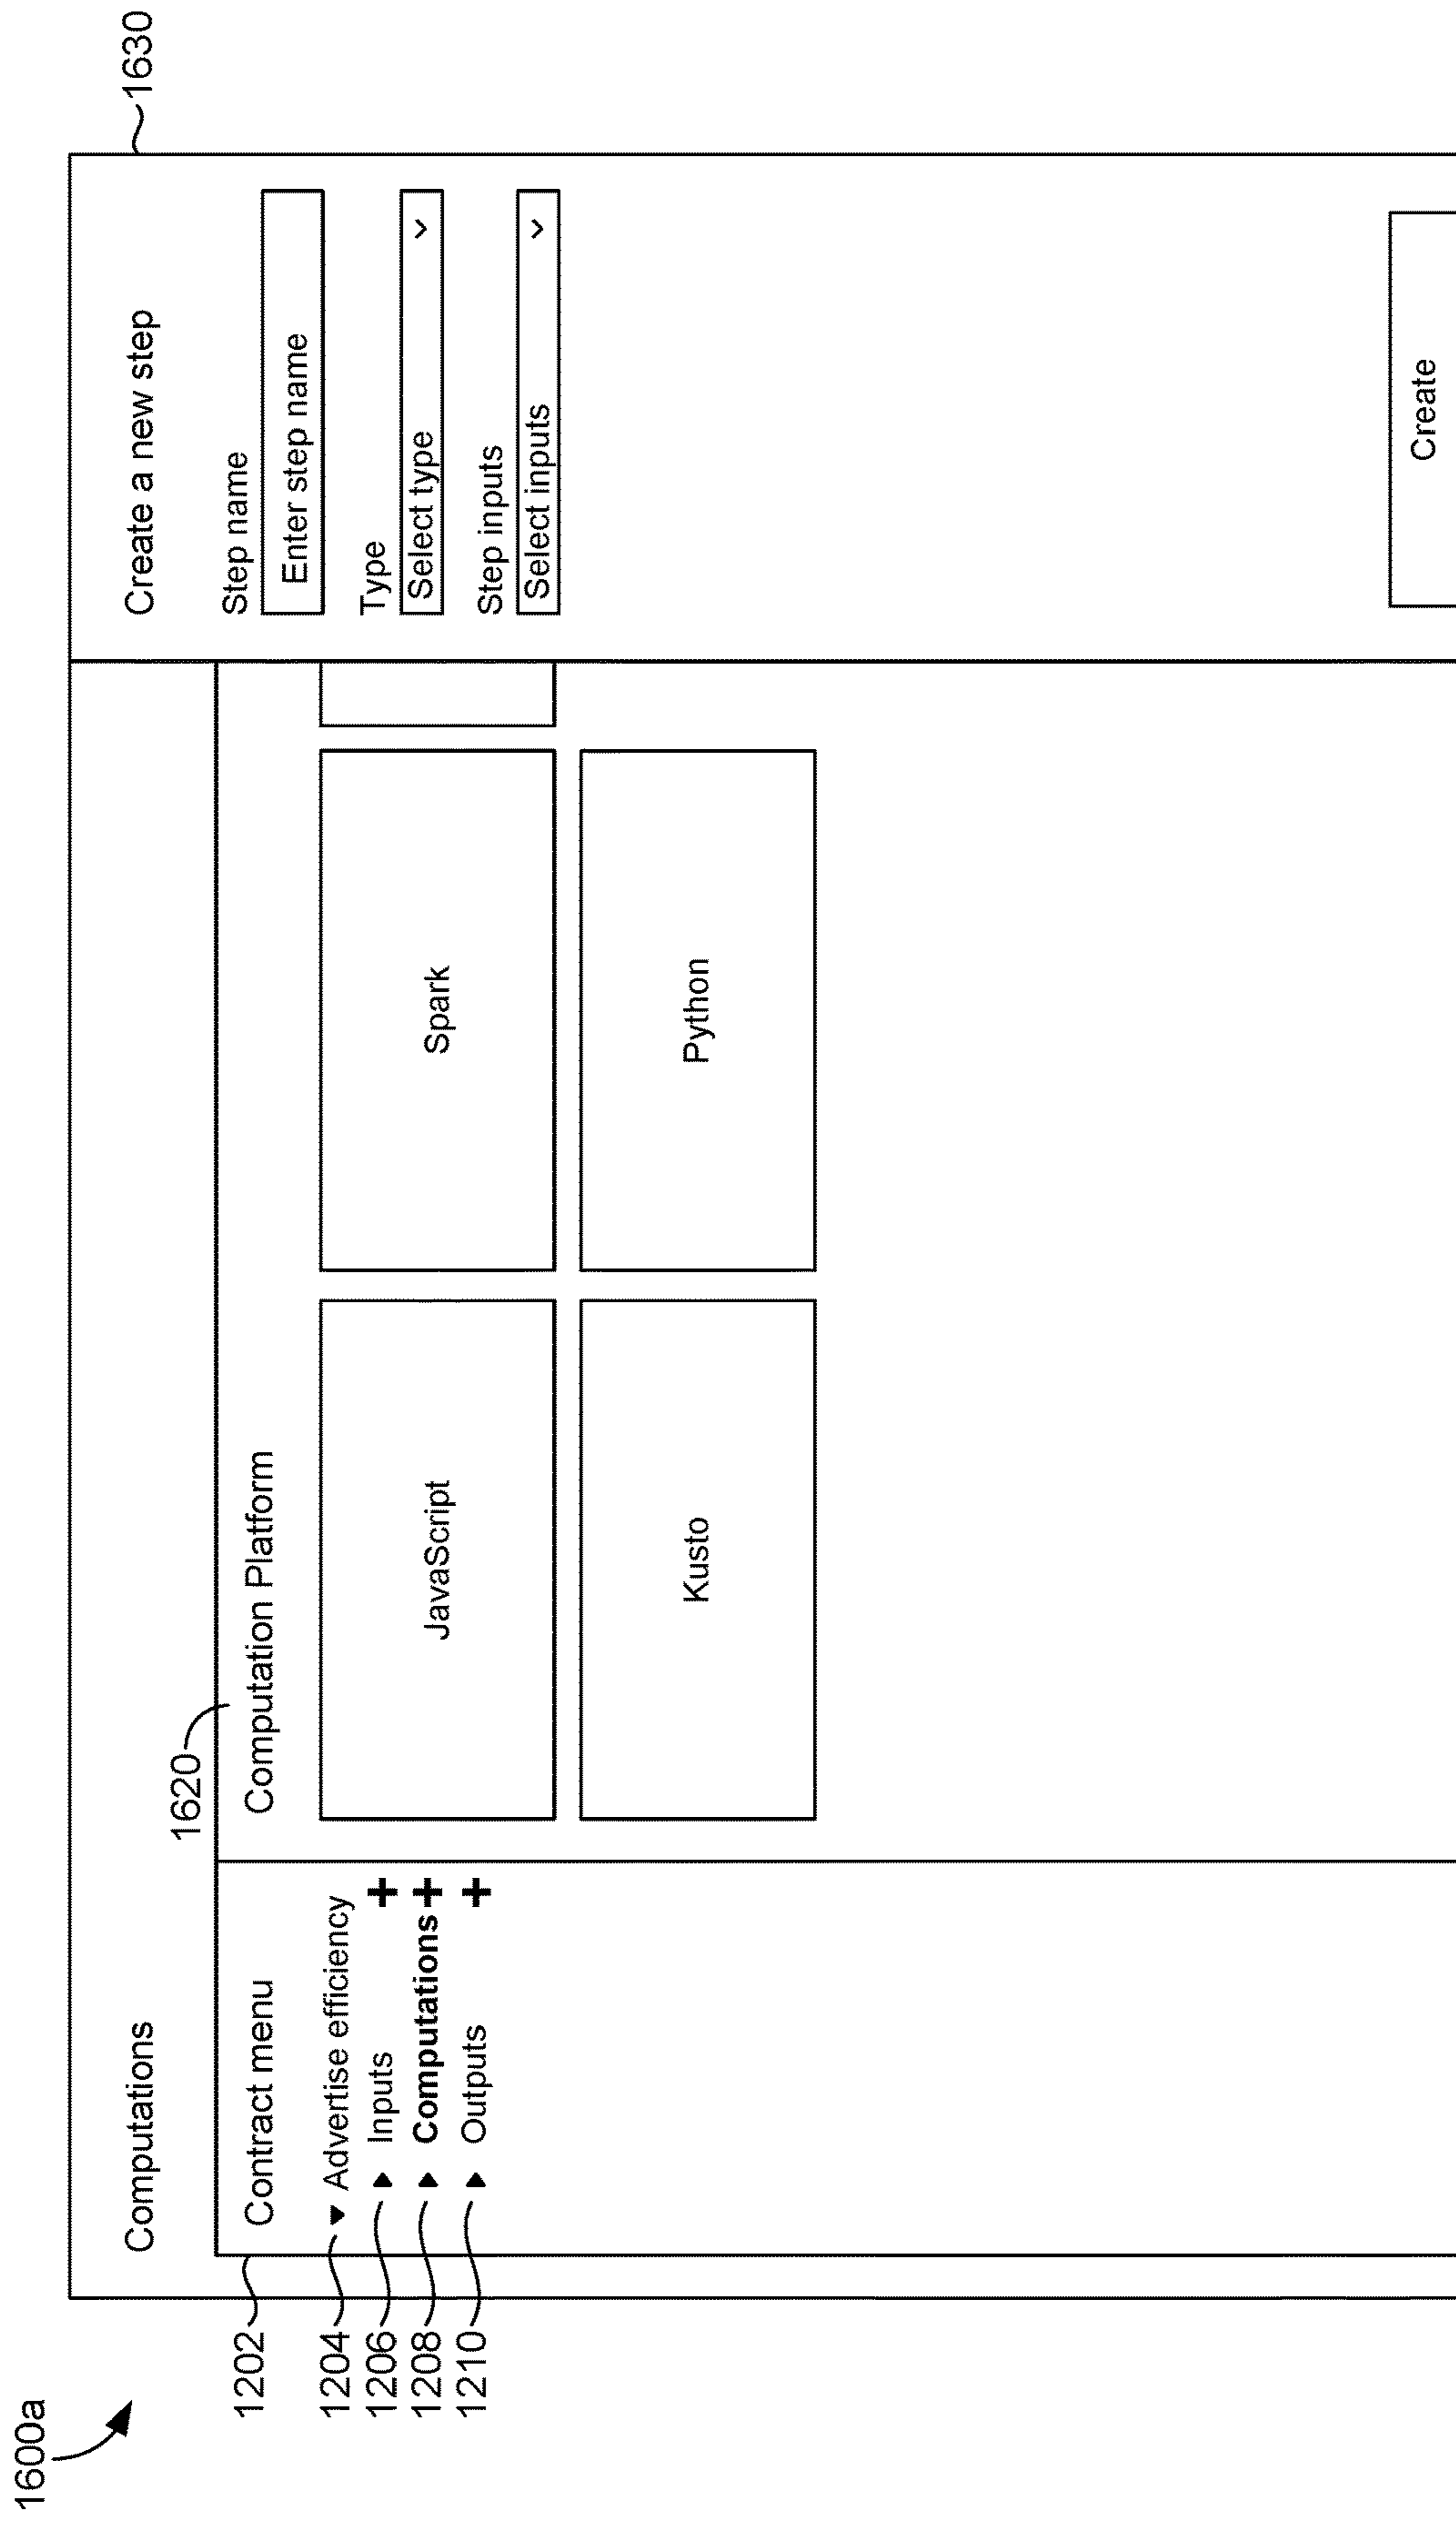 1600a
1630
Computations
Create a new step
1620
1202
Contract menu
Computation Platform
Step name
Enter step name
1204
Advertise efficiency
1206
Inputs +
1208
Computations +
1210
Outputs +
JavaScript
Spark
Kusto
Python
Type
Select type
Step inputs
Select inputs
Create